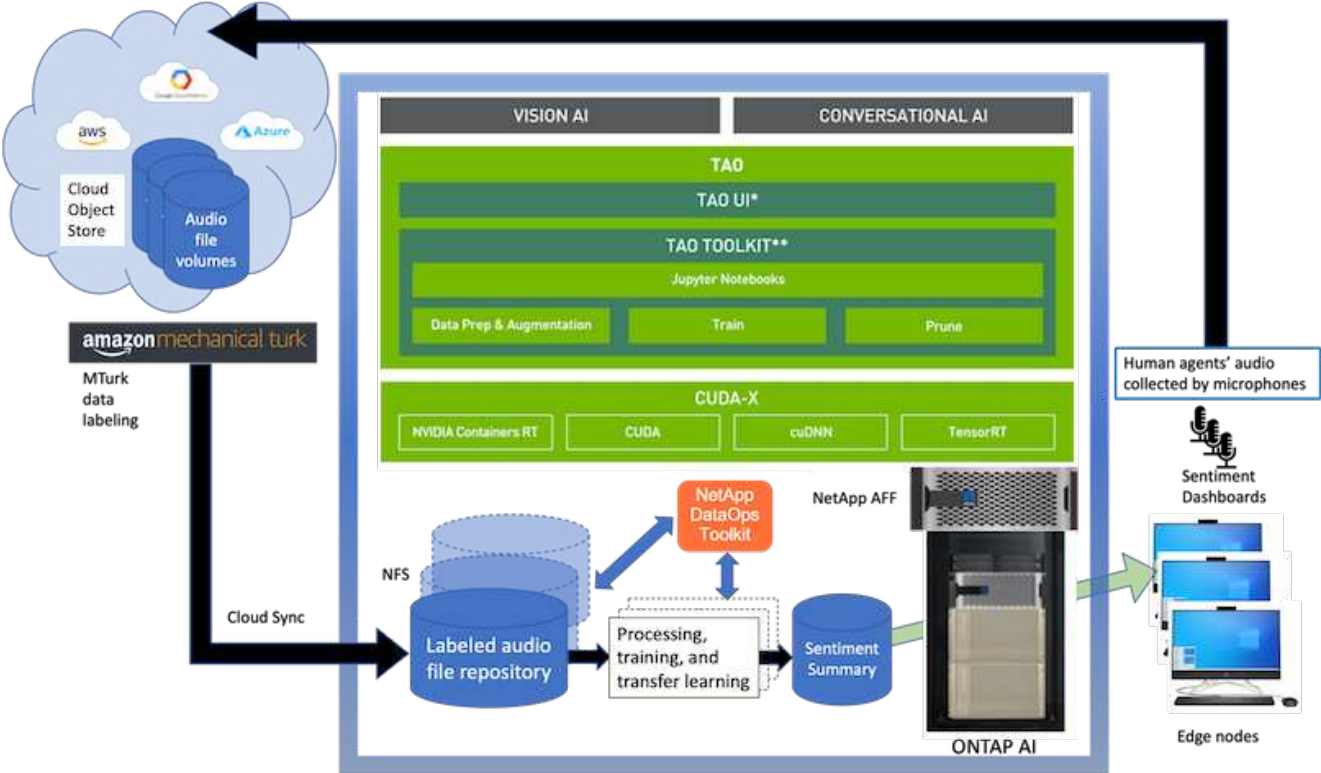 Google Cloud Platform
aws
Azure
Cloud
Object
Store
Audio
file
volumes
amazon mechanical turk
MTurk
data
labeling
Cloud Sync
VISION AI
CONVERSATIONAL AI
TAO
TAO UI*
TAO TOOLKIT**
Jupyter Notebooks
Data Prep & Augmentation
Train
Prune
CUDA-X
NVIDIA Containers RT
CUDA
cuDNN
TensorRT
NetApp
DataOps
Toolkit
NetApp AFF
NFS
Labeled audio
file repository
Processing,
training, and
transfer learning
Sentiment
Summary
ONTAP AI
Human agents’ audio
collected by microphones
Sentiment
Dashboards
Edge nodes